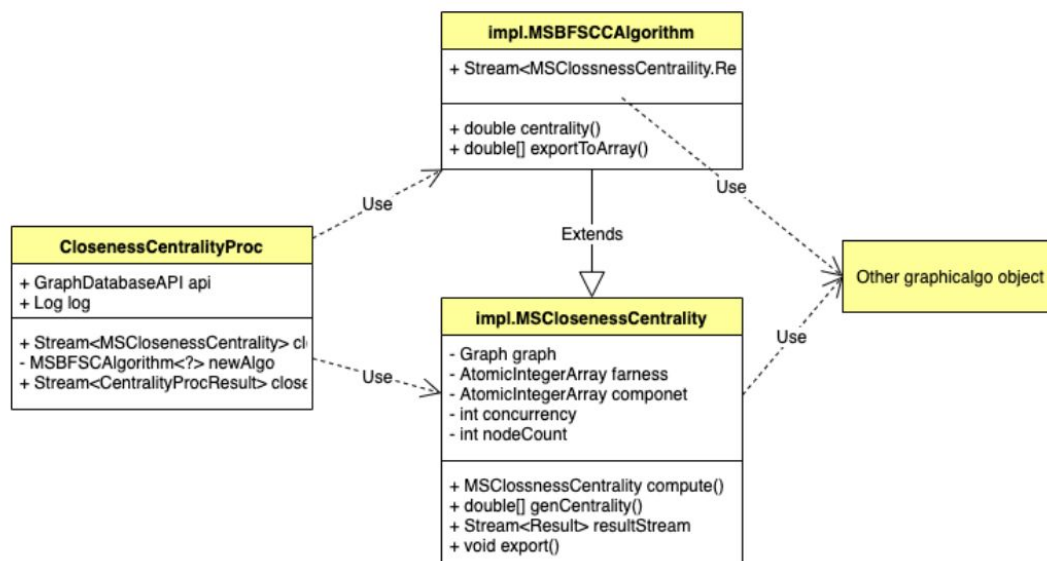 impl.MSBFSCCAlgorithm
+ Stream<MSClossnessCentraility.Re
+ double centrality()
+ double[] exportToArray()
Use
Use
Extends
ClosenessCentralityProc
+ GraphDatabaseAPI api
+ Log log
+ Stream<MSClosenessCentrality> cl
- MSBFSCAlgorithm<?> newAlgo
+ Stream<CentralityProcResult> close
Other graphicalgo object
Use
Use
impl.MSClosenessCentrality
- Graph graph
- AtomicIntegerArray farness
- AtomicIntegerArray componet
- int concurrency
- int nodeCount
+ MSClossnessCentrality compute()
+ double[] genCentrality()
+ Stream<Result> resultStream
+ void export()